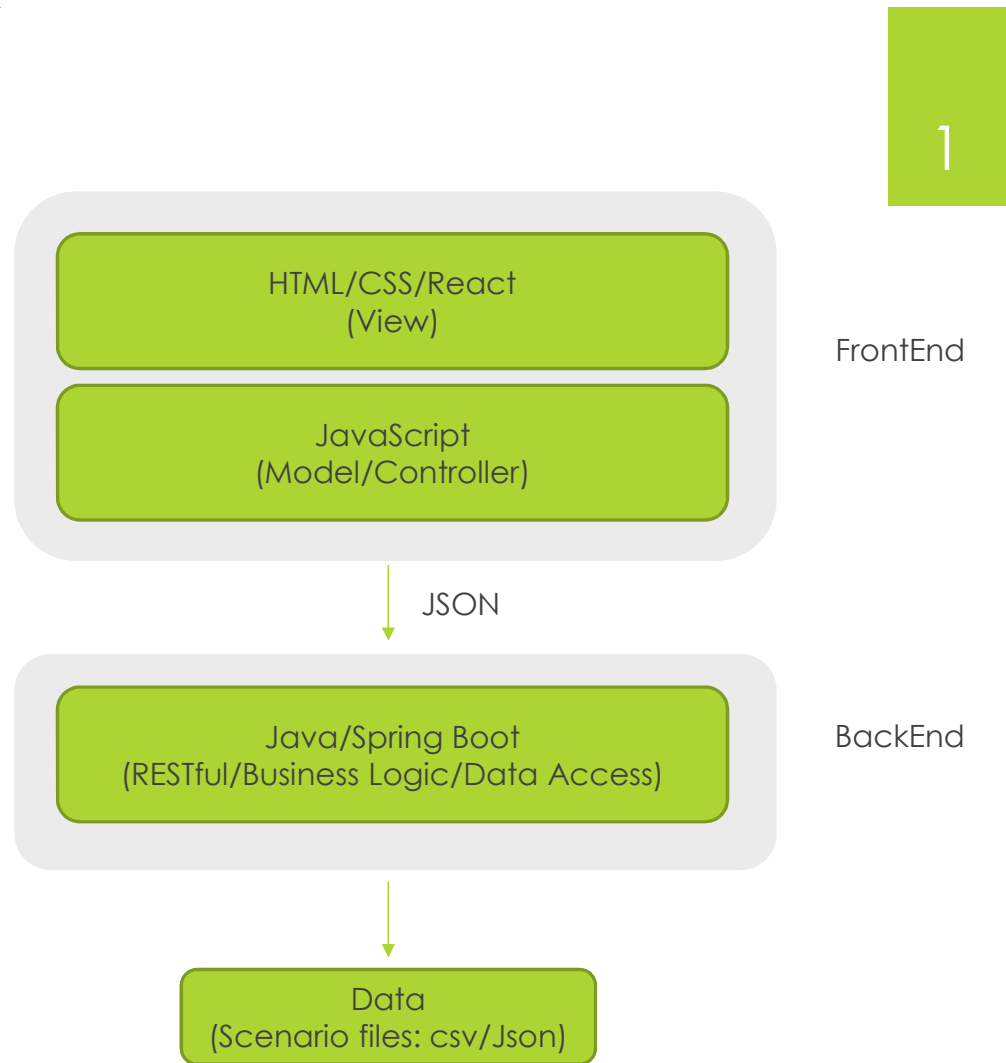 1
HTML/CSS/React
(View)
FrontEnd
JavaScript
(Model/Controller)
JSON
Java/Spring Boot
(RESTful/Business Logic/Data Access)
BackEnd
Data
(Scenario files: csv/Json)